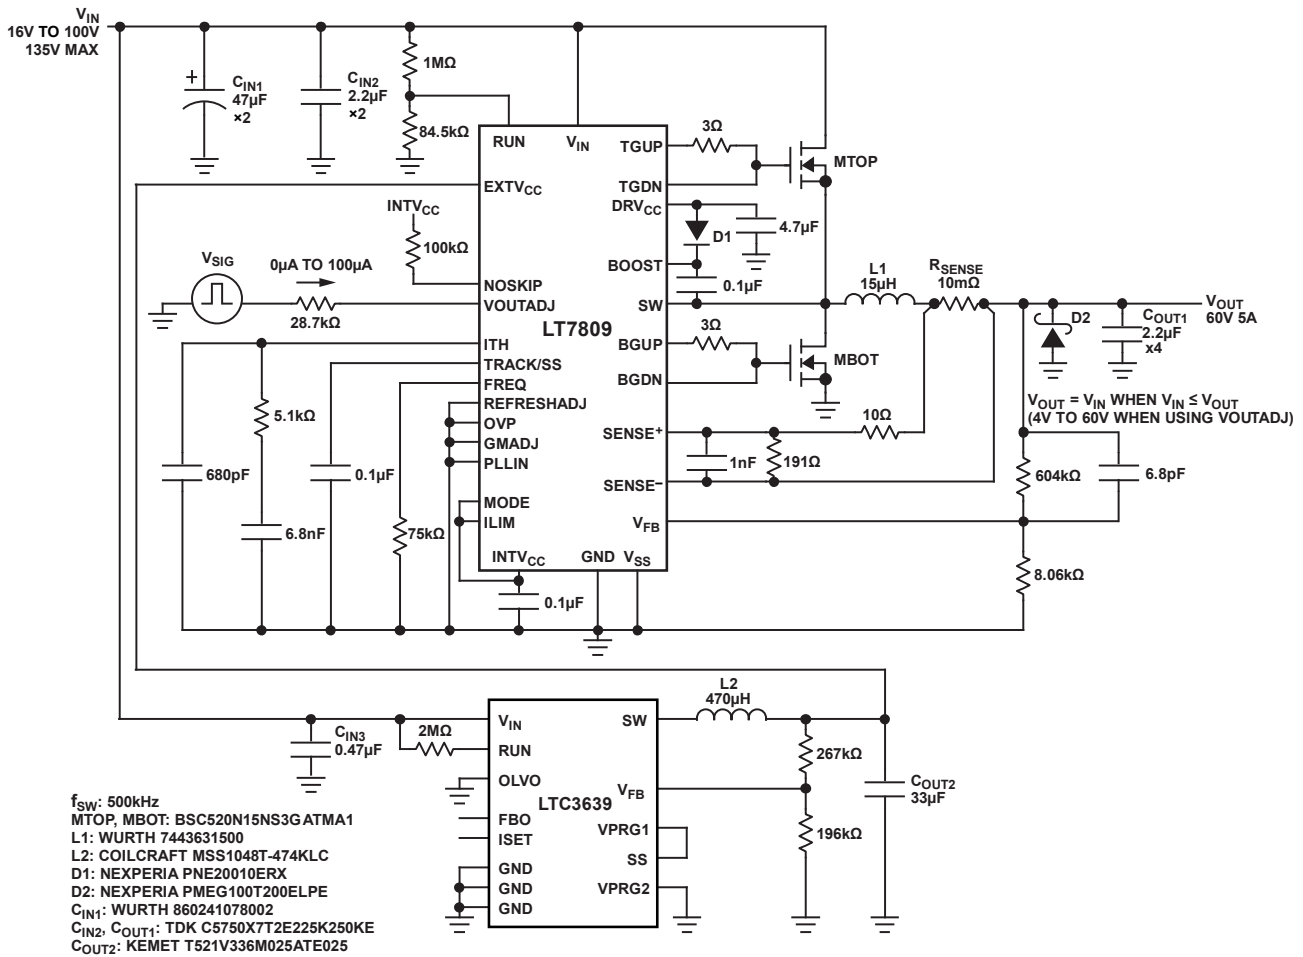 VIN
16V TO 100V
135V MAX
+
CIN1
47µF
×2
CIN2
2.2µF
×2
1MΩ
84.5kΩ
RUN
VIN
TGUP
3Ω
MTOP
TGDN
EXTVCC
DRVCC
D1
4.7µF
INTVCC
100kΩ
BOOST
0.1µF
NOSKIP
VSIG
0µA TO 100µA
28.7kΩ
VOUTADJ
SW
L1
15µH
RSENSE
10mΩ
VOUT
60V 5A
D2
COUT1
2.2µF
x4
LT7809
ITH
BGUP
3Ω
MBOT
TRACK/SS
BGDN
FREQ
REFRESHADJ
OVP
GMADJ
PLLIN
VOUT = VIN WHEN VIN ≤ VOUT
(4V TO 60V WHEN USING VOUTADJ)
5.1kΩ
SENSE+
10Ω
680pF
0.1µF
1nF
191Ω
604kΩ
6.8pF
SENSE–
MODE
ILIM
6.8nF
75kΩ
VFB
INTVCC
GND
VSS
8.06kΩ
0.1µF
L2
470µH
CIN3
0.47µF
2MΩ
VIN
SW
RUN
267kΩ
OLVO
VFB
COUT2
33µF
LTC3639
FBO
VPRG1
196kΩ
ISET
SS
GND
GND
VPRG2
GND
fSW: 500kHz
MTOP, MBOT: BSC520N15NS3GATMA1
L1: WURTH 7443631500
L2: COILCRAFT MSS1048T-474KLC
D1: NEXPERIA PNE20010ERX
D2: NEXPERIA PMEG100T200ELPE
CIN1: WURTH 860241078002
CIN2, COUT1: TDK C5750X7T2E225K250KE
COUT2: KEMET T521V336M025ATE025